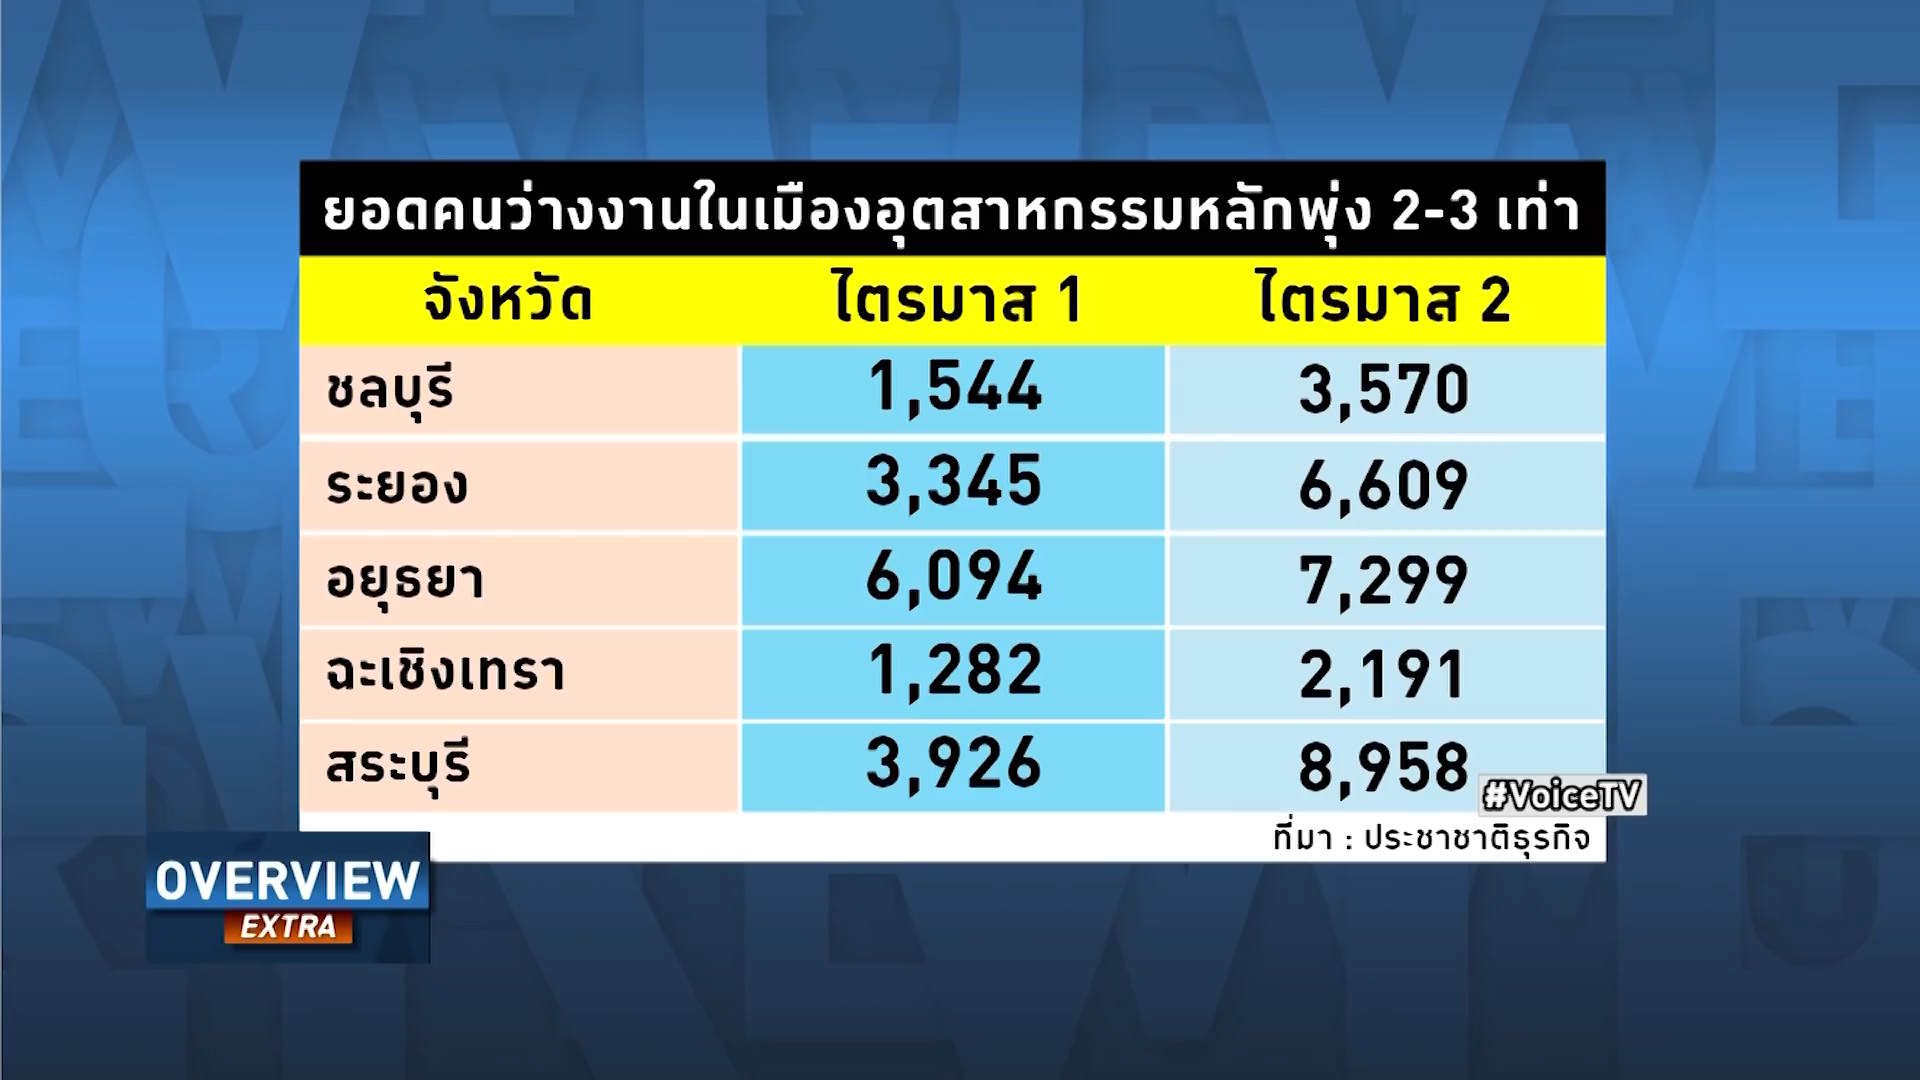 ยอดคนว่างงานในเมืองอุตสาหกรรมหลักพุ่ง 2-3 เท่า
จังหวัด ไตรมาส 1 ไตรมาส 2
ชลบุรี 1,544 3,570
ระยอง 3,345 6,609
อยุธยา 6,094 7,299
ฉะเชิงเทรา 1,282 2,191
สระบุรี 3,926 8,958
#VoiceTV
ที่มา : ประชาชาติธุรกิจ
OVERVIEW
EXTRA